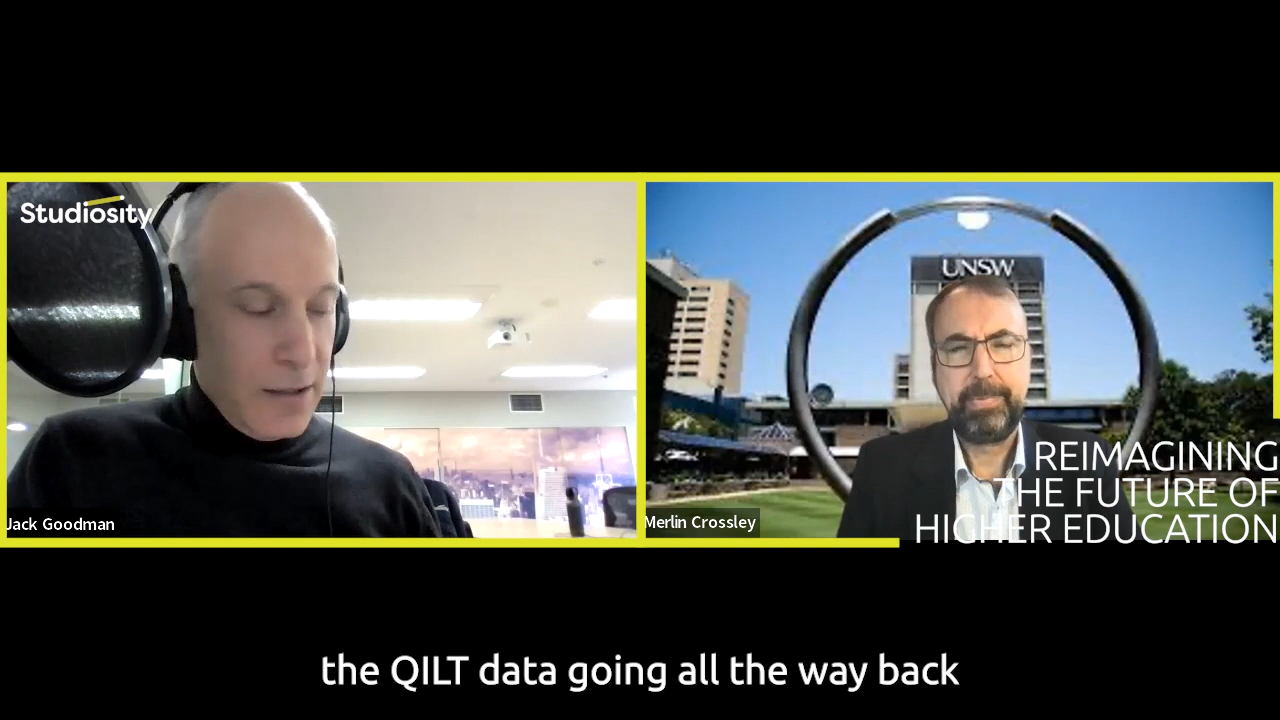 Studiosity
UNSW
Jack Goodman
Merlin Crossley
REIMAGINING
THE FUTURE OF
HIGHER EDUCATION
the QILT data going all the way back